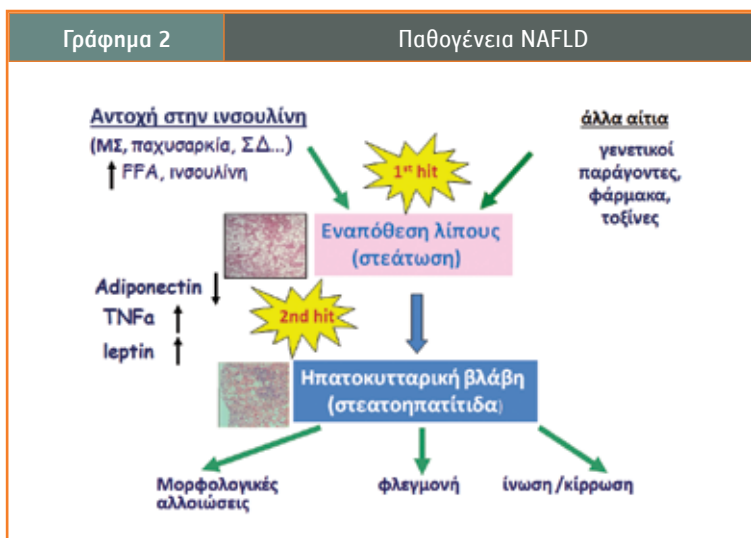 Γράφημα 2
Παθογένεια NAFLD
Αντοχή στην ινσουλίνη
(ΜΣ, παχυσαρκία, ΣΔ...)
↑ FFA, ινσουλίνη
άλλα αίτια
γενετικοί
παράγοντες,
φάρμακα,
τοξίνες
1st hit
Εναπόθεση λίπους
(στεάτωση)
Adiponectin ↓
TNFα ↑
leptin ↑
2nd hit
Ηπατοκυτταρική βλάβη
(στεατοηπατίτιδα)
Μορφολογικές
αλλοιώσεις
φλεγμονή
ίνωση/κίρρωση